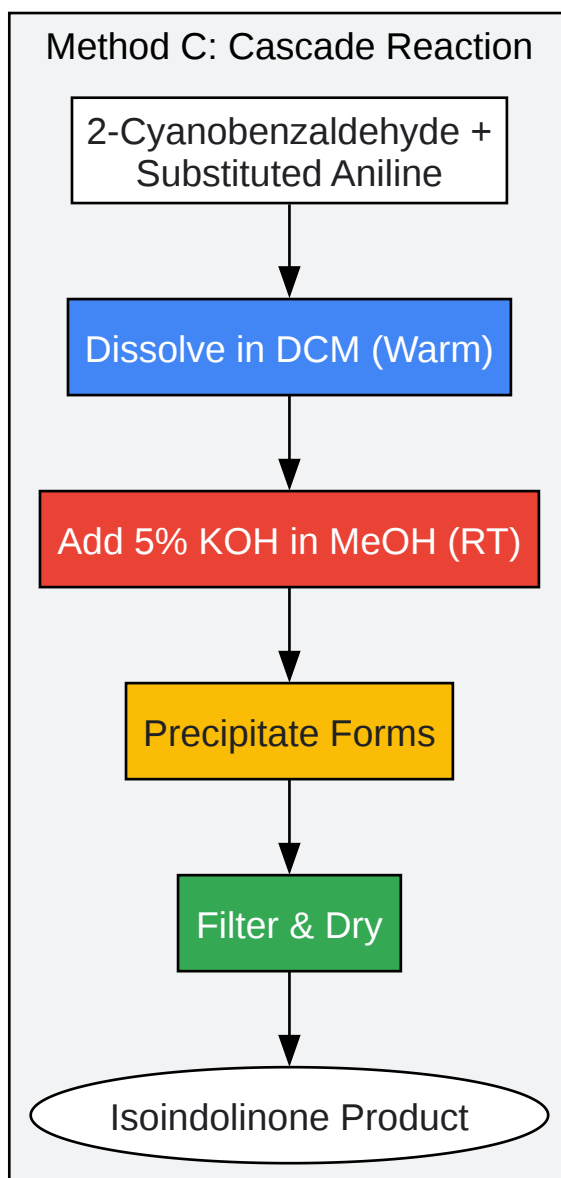 Method C: Cascade Reaction
2-Cyanobenzaldehyde +
Substituted Aniline
Dissolve in DCM (Warm)
Add 5% KOH in MeOH (RT)
Precipitate Forms
Filter & Dry
Isoindolinone Product